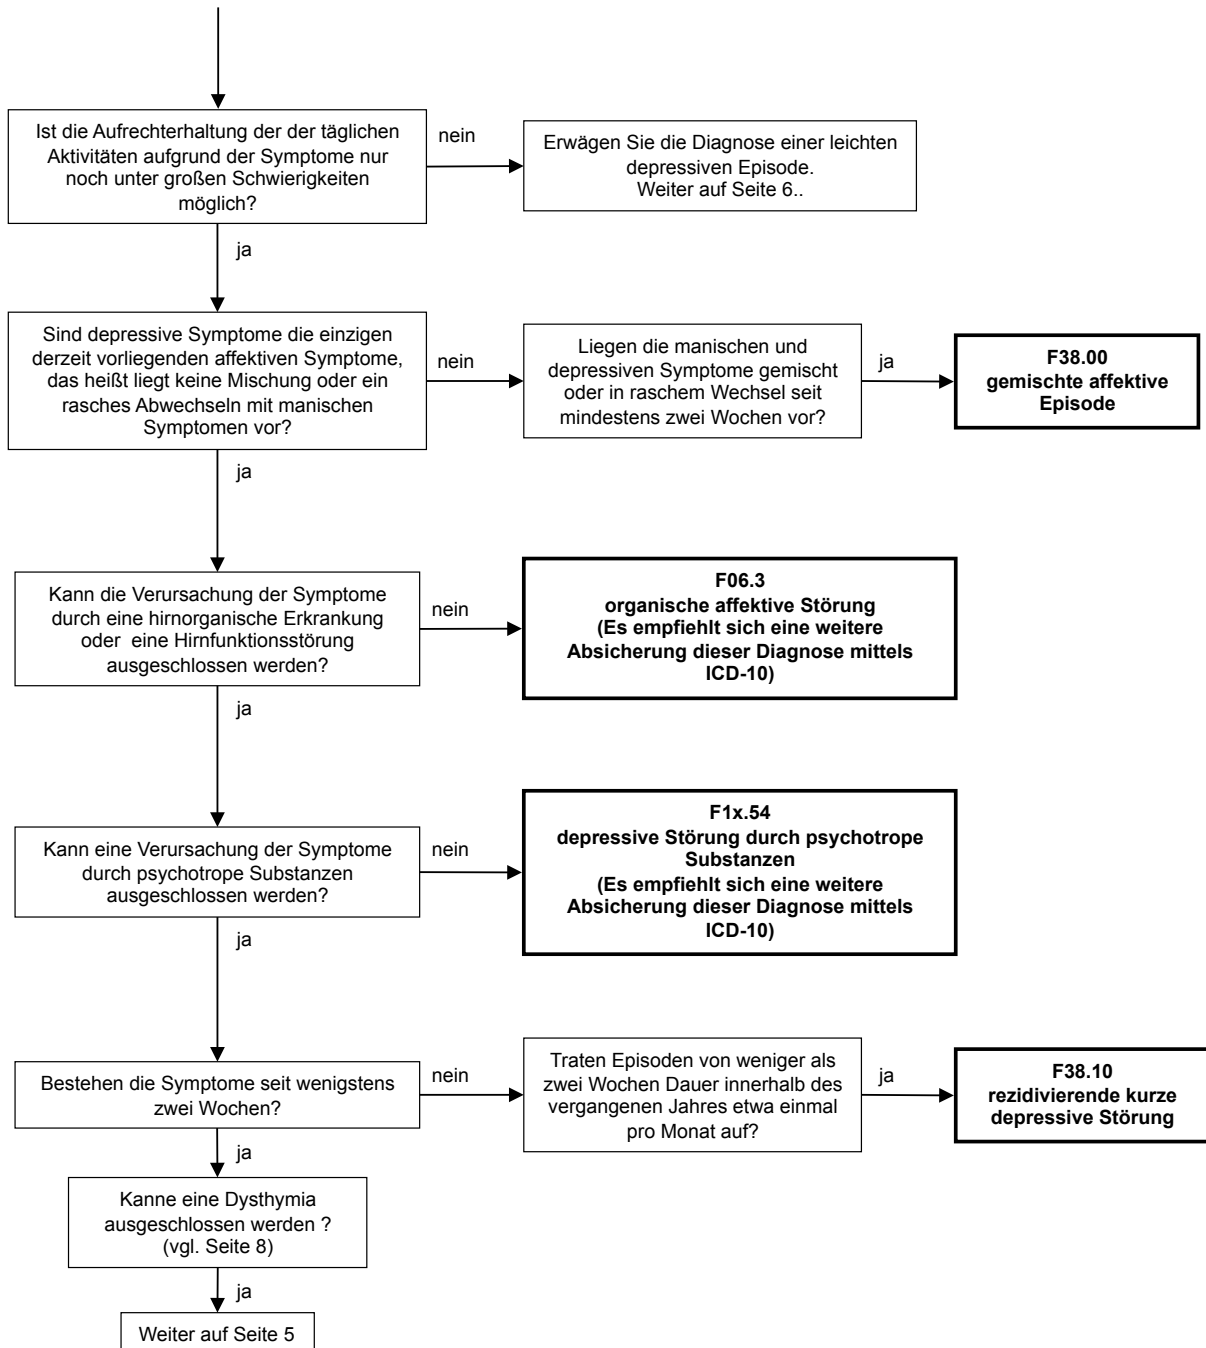 Ist die Aufrechterhaltung der der täglichen
Aktivitäten aufgrund der Symptome nur
noch unter großen Schwierigkeiten
möglich?
nein
Erwägen Sie die Diagnose einer leichten
depressiven Episode.
Weiter auf Seite 6..
ja
Sind depressive Symptome die einzigen
derzeit vorliegenden affektiven Symptome,
das heißt liegt keine Mischung oder ein
rasches Abwechseln mit manischen
Symptomen vor?
nein
Liegen die manischen und
depressiven Symptome gemischt
oder in raschem Wechsel seit
mindestens zwei Wochen vor?
ja
F38.00
gemischte affektive
Episode
ja
Kann die Verursachung der Symptome
durch eine hirnorganische Erkrankung
oder eine Hirnfunktionsstörung
ausgeschlossen werden?
nein
F06.3
organische affektive Störung
(Es empfiehlt sich eine weitere
Absicherung dieser Diagnose mittels
ICD-10)
ja
Kann eine Verursachung der Symptome
durch psychotrope Substanzen
ausgeschlossen werden?
nein
F1x.54
depressive Störung durch psychotrope
Substanzen
(Es empfiehlt sich eine weitere
Absicherung dieser Diagnose mittels
ICD-10)
ja
Bestehen die Symptome seit wenigstens
zwei Wochen?
nein
Traten Episoden von weniger als
zwei Wochen Dauer innerhalb des
vergangenen Jahres etwa einmal
pro Monat auf?
ja
F38.10
rezidivierende kurze
depressive Störung
ja
Kanne eine Dysthymia
ausgeschlossen werden ?
(vgl. Seite 8)
ja
Weiter auf Seite 5